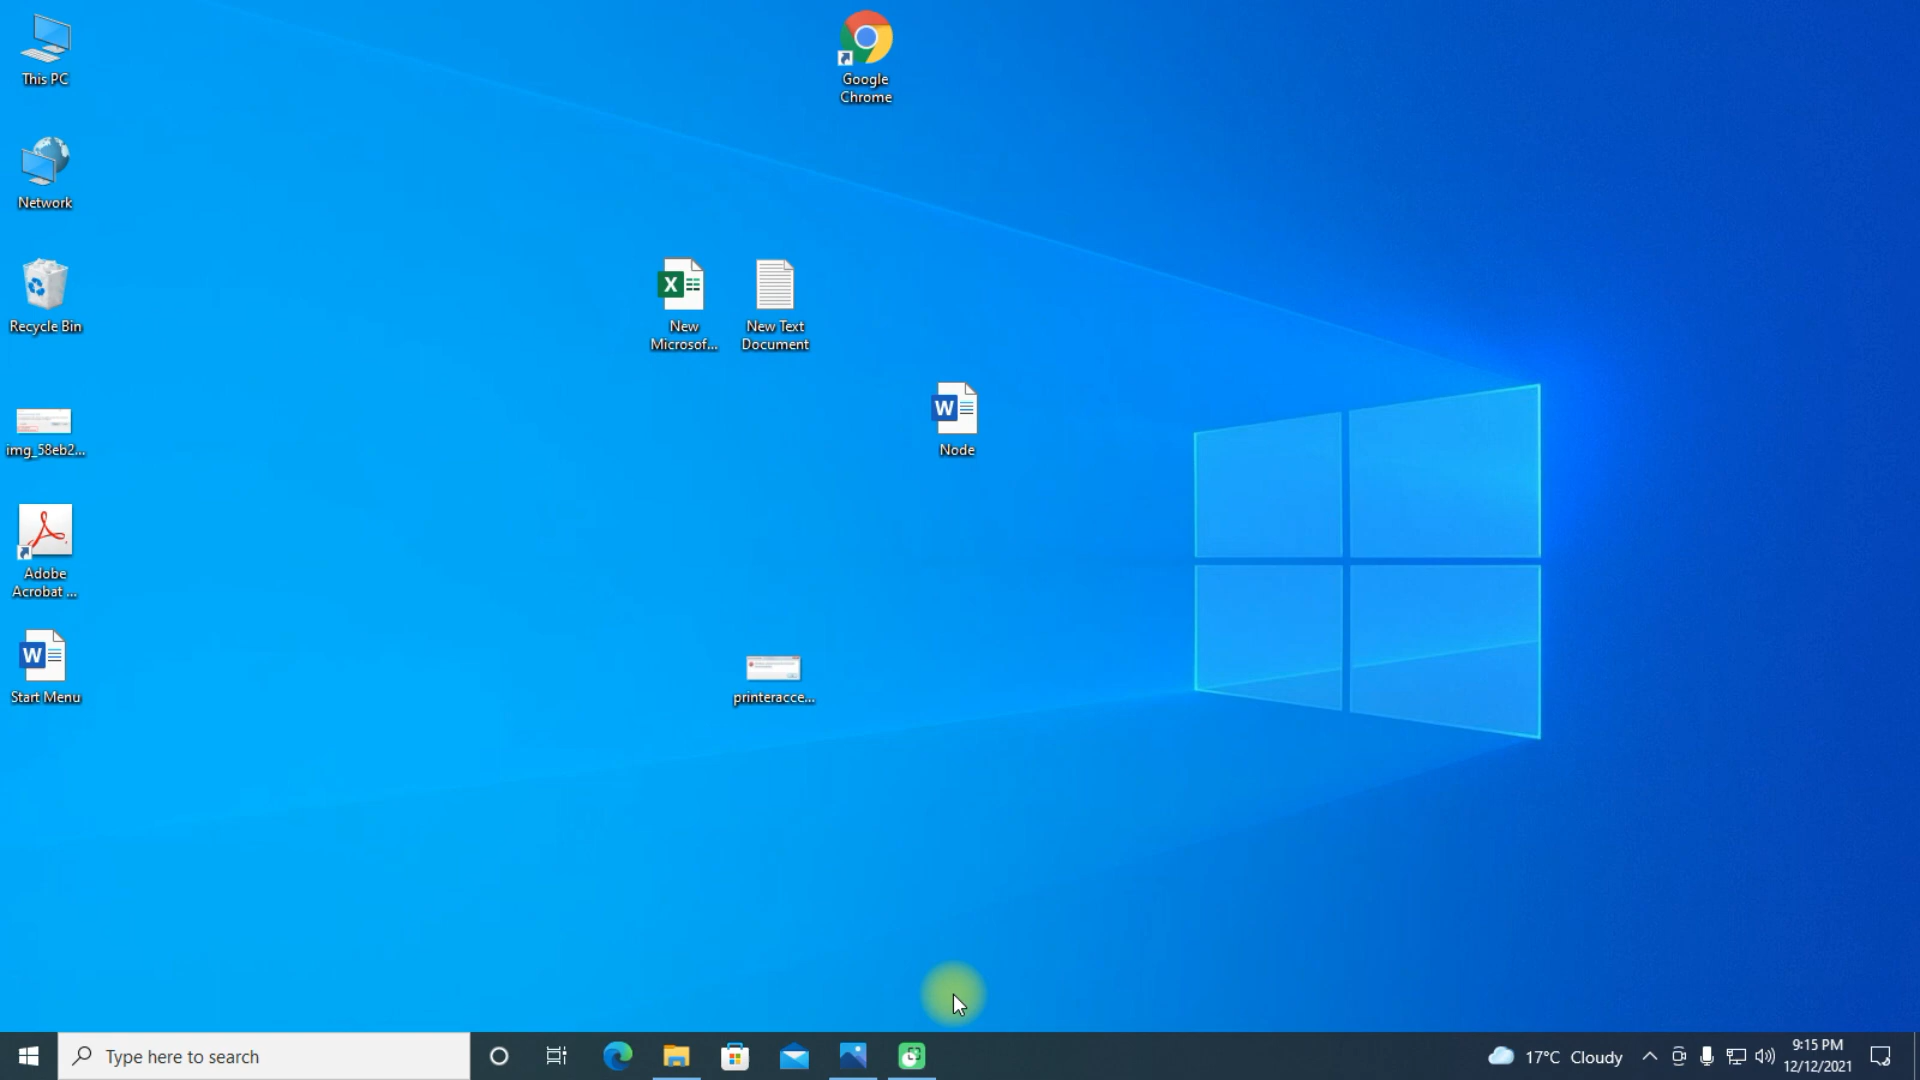 This PC
Google
Chrome
Network
Recycle Bin
New
Microsof...
New Text
Document
img_58eb2...
Node
Adobe
Acrobat ...
Start Menu
printeracce...
Type here to search
17°C Cloudy
9:15 PM
12/12/2021